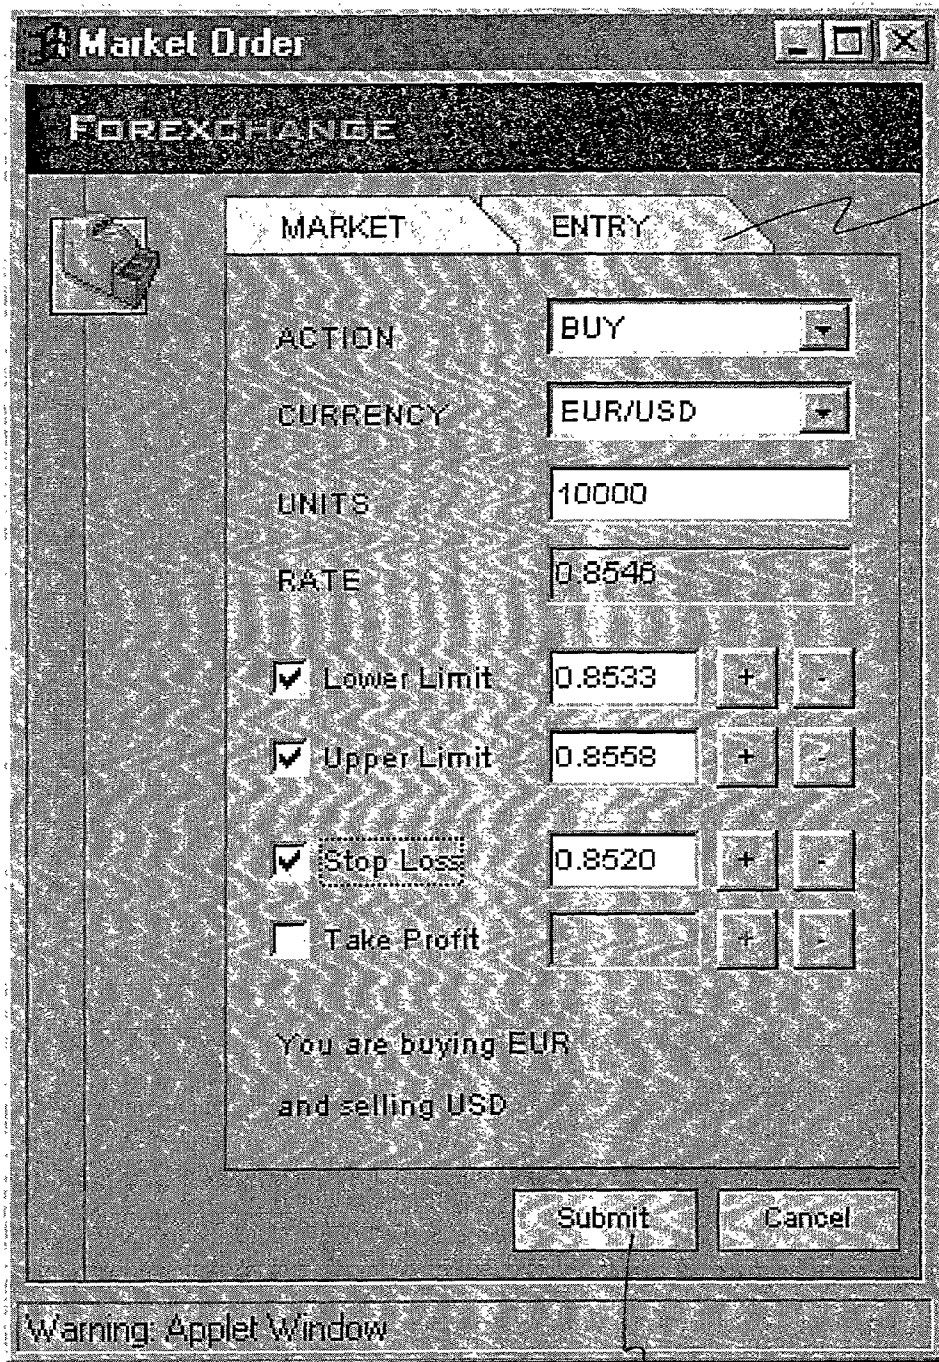 Market Order
FOREXCHANGE
MARKET ENTRY
ACTION BUY
CURRENCY EUR/USD
UNITS 10000
RATE 0.8546
Lower Limit 0.8533 + -
Upper Limit 0.8558 + -
Stop Loss 0.8520 + -
Take Profit + -
You are buying EUR
and selling USD
Submit Cancel
Warning: Applet Window